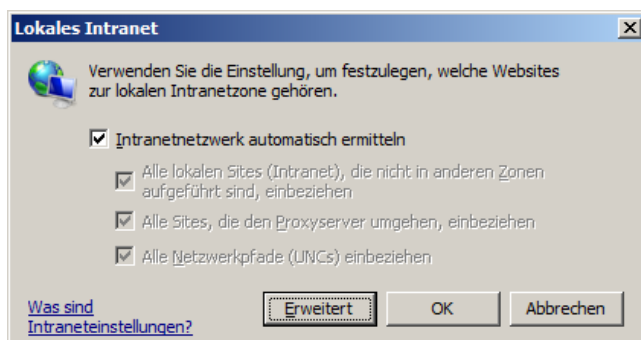 Lokales Intranet
Verwenden Sie die Einstellung, um festzulegen, welche Websites
zur lokalen Intranetzone gehören.
Intranetnetzwerk automatisch ermitteln
Alle lokalen Sites (Intranet), die nicht in anderen Zonen
aufgeführt sind, einbeziehen
Alle Sites, die den Proxyserver umgehen, einbeziehen
Alle Netzwerkpfade (UNCs) einbeziehen
Was sind
Intraneteinstellungen?
Erweitert
OK
Abbrechen